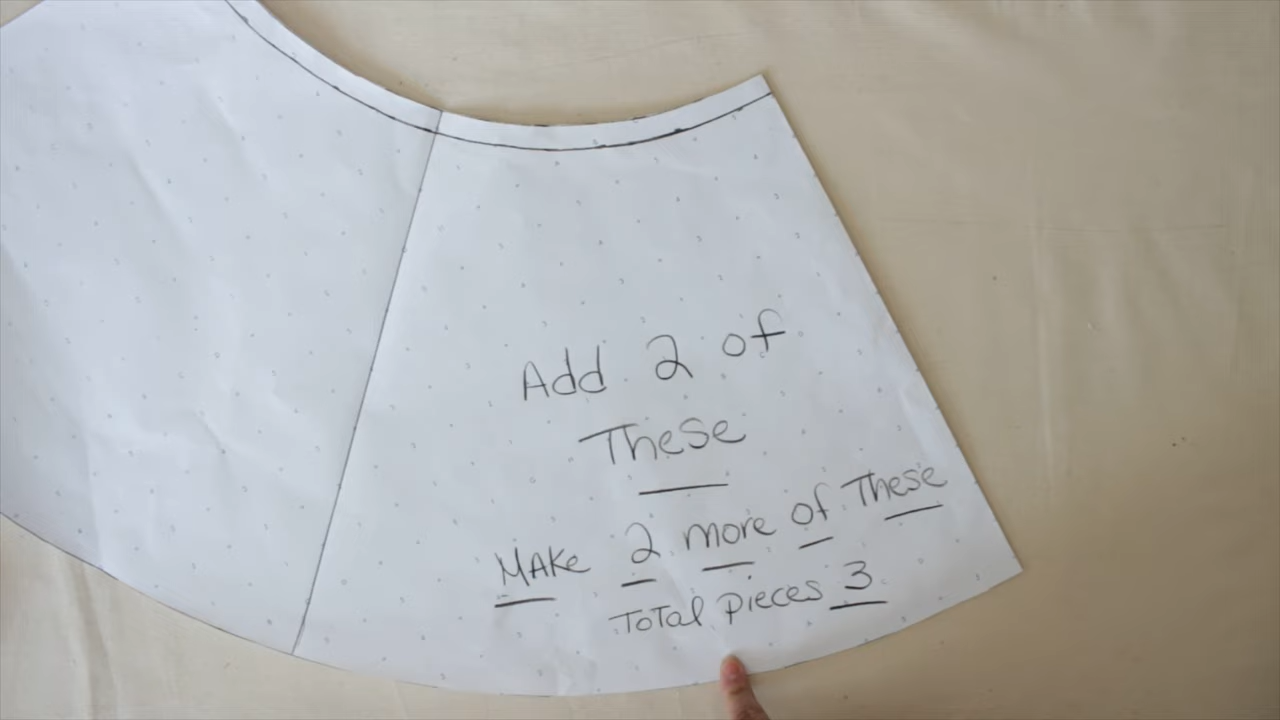 Add 2 of
These
MAKe 2 more of These
ToTal pieces 3